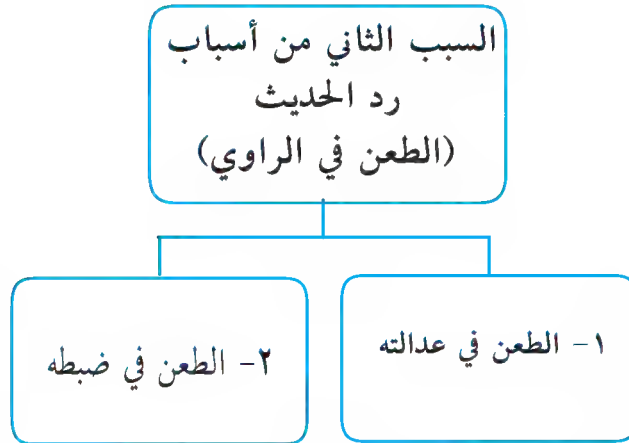 السبب الثاني من أسباب
رد الحديث
(الطعن في الراوي)
١- الطعن في عدالته
٢- الطعن في ضبطه